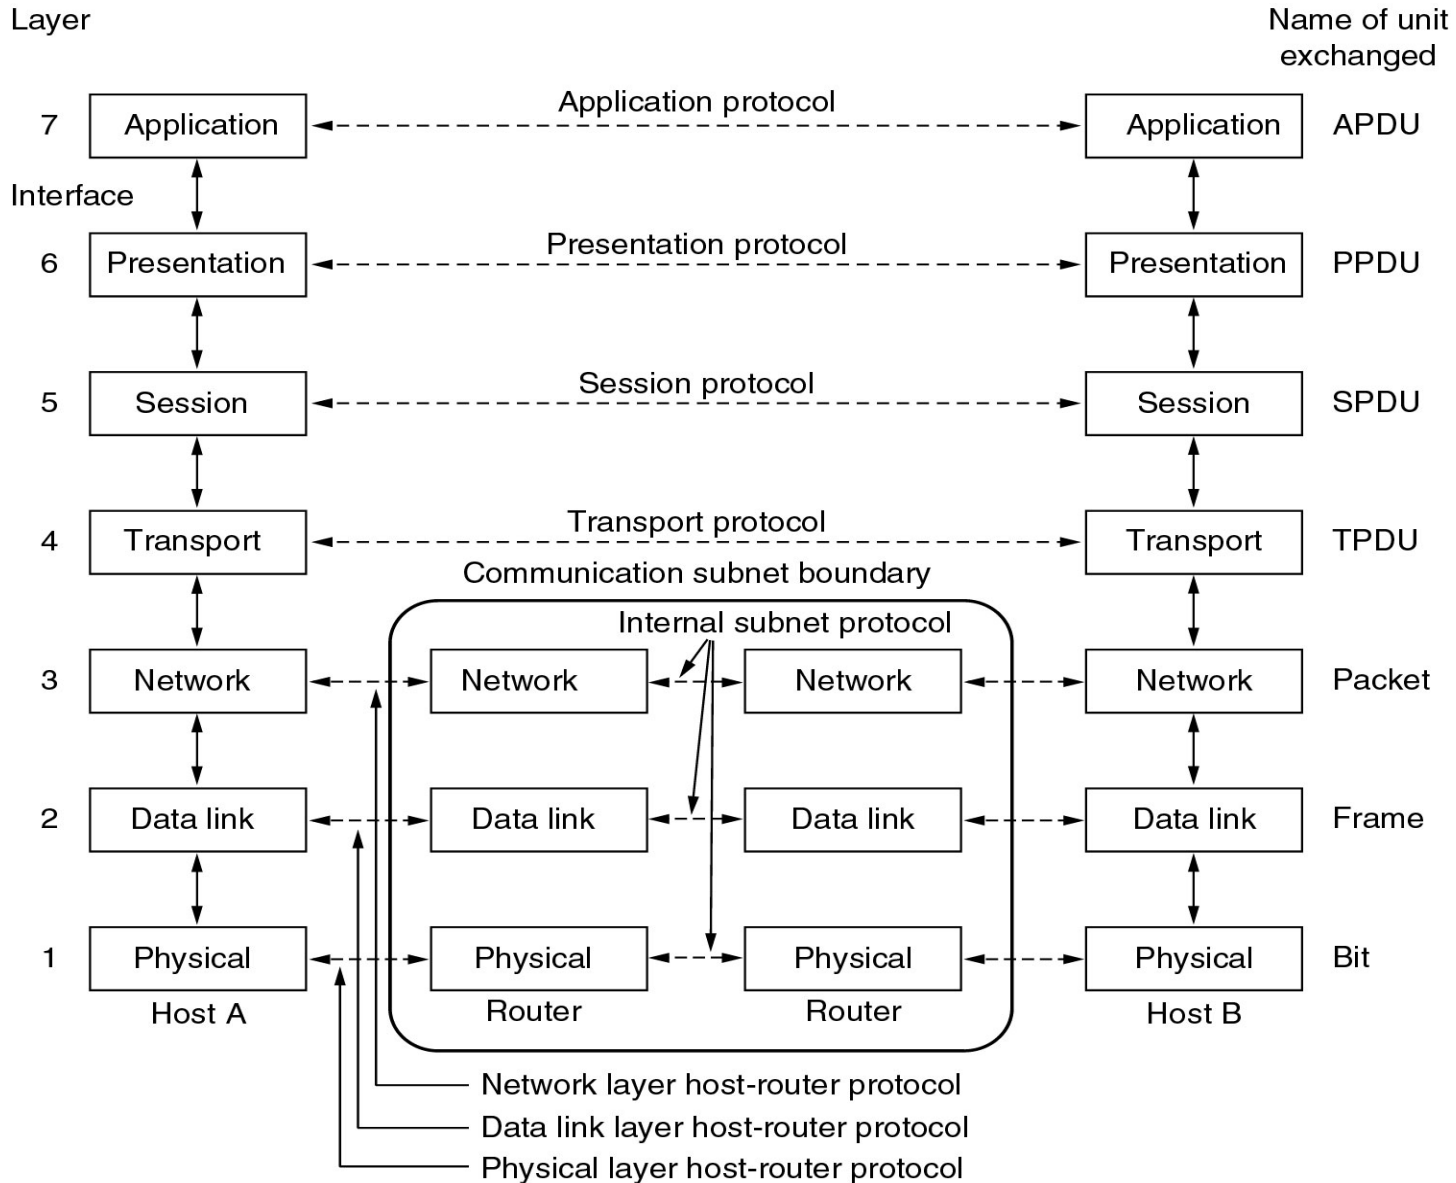 Layer
Name of unit
exchanged
Application protocol
7 Application Application APDU
Interface
Presentation protocol
6 Presentation Presentation PPDU
Session protocol
5 Session Session SPDU
Transport protocol
4 Transport Transport TPDU
Communication subnet boundary
Internal subnet protocol
3 Network Network Network Network Packet
2 Data link Data link Data link Data link Frame
1 Physical Physical Physical Physical Bit
Host A Router Router Host B
Network layer host-router protocol
Data link layer host-router protocol
Physical layer host-router protocol